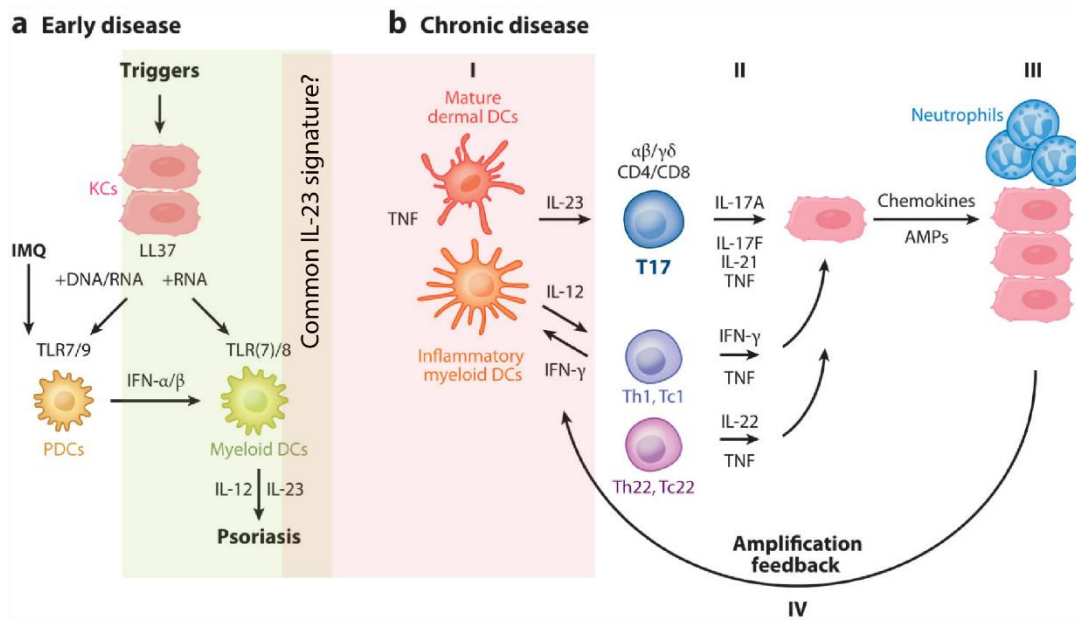 a Early disease
Triggers
KCs
LL37
IMQ
+DNA/RNA
+RNA
TLR7/9
TLR(7)/8
IFN-α/β
PDCs
Myeloid DCs
IL-12
IL-23
Psoriasis
Common IL-23 signature?
b Chronic disease
I
Mature
dermal DCs
TNF
IL-23
Inflammatory
myeloid DCs
IL-12
IFN-γ
II
αβ/γδ
CD4/CD8
T17
IL-17A
IL-17F
IL-21
TNF
Th1, Tc1
IFN-γ
TNF
Th22, Tc22
IL-22
TNF
Chemokines
AMPs
III
Neutrophils
Amplification
feedback
IV